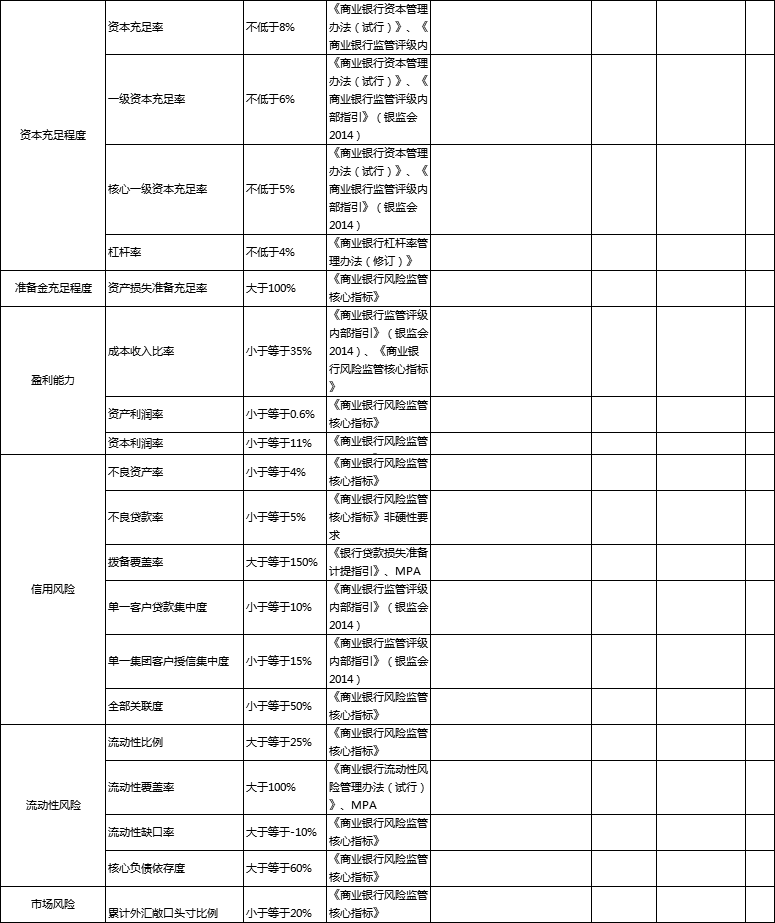 资本充足程度
资本充足率
不低于8%
《商业银行资本管理
办法（试行）》、《
商业银行监管评级内
一级资本充足率
不低于6%
《商业银行资本管理
办法（试行）》、《
商业银行监管评级内
部指引》（银监会
2014）
核心一级资本充足率
不低于5%
《商业银行资本管理
办法（试行）》、《
商业银行监管评级内
部指引》（银监会
2014）
杠杆率
不低于4%
《商业银行杠杆率管
理办法（修订）》
准备金充足程度
资产损失准备充足率
大于100%
《商业银行风险监管
核心指标》
盈利能力
成本收入比率
小于等于35%
《商业银行监管评级
内部指引》（银监会
2014）、《商业银
行风险监管核心指标
》
资产利润率
小于等于0.6%
《商业银行风险监管
核心指标》
资本利润率
小于等于11%
《商业银行风险监管
信用风险
不良资产率
小于等于4%
《商业银行风险监管
核心指标》
不良贷款率
小于等于5%
《商业银行风险监管
核心指标》非硬性要
求
拨备覆盖率
大于等于150%
《银行贷款损失准备
计提指引》、MPA
单一客户贷款集中度
小于等于10%
《商业银行监管评级
内部指引》（银监会
2014）
单一集团客户授信集中度
小于等于15%
《商业银行监管评级
内部指引》（银监会
2014）
全部关联度
小于等于50%
《商业银行风险监管
核心指标》
流动性风险
流动性比例
大于等于25%
《商业银行风险监管
核心指标》
流动性覆盖率
大于100%
《商业银行流动性风
险管理办法（试行）
》、MPA
流动性缺口率
大于等于-10%
《商业银行风险监管
核心指标》
核心负债依存度
大于等于60%
《商业银行风险监管
核心指标》
市场风险
累计外汇敞口头寸比例
小于等于20%
《商业银行风险监管
核心指标》